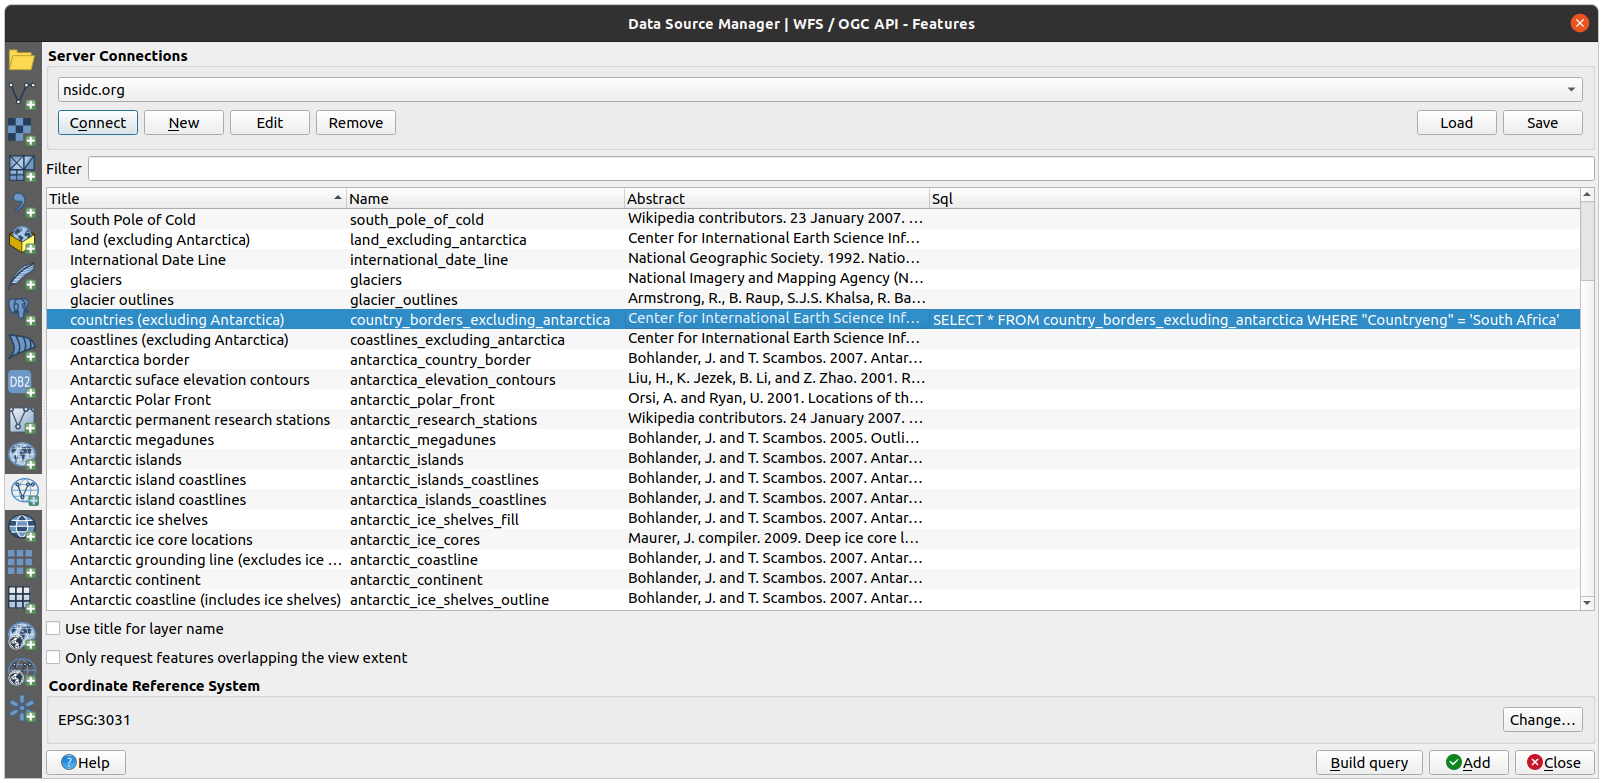 Data Source Manager | WFS / OGC API - Features
Server Connections
nsidc.org
Connect New Edit Remove Load Save
Filter
Title Name Abstract Sql
South Pole of Cold south_pole_of_cold Wikipedia contributors. 23 January 2007. …
land (excluding Antarctica) land_excluding_antarctica Center for International Earth Science Inf…
International Date Line international_date_line National Geographic Society. 1992. Natio…
glaciers glaciers National Imagery and Mapping Agency (N…
glacier outlines glacier_outlines Armstrong, R., B. Raup, S.J.S. Khalsa, R. Ba…
countries (excluding Antarctica) country_borders_excluding_antarctica Center for International Earth Science Inf… SELECT * FROM country_borders_excluding_antarctica WHERE "Countryeng" = 'South Africa'
coastlines (excluding Antarctica) coastlines_excluding_antarctica Center for International Earth Science Inf…
Antarctica border antarctica_country_border Bohlander, J. and T. Scambos. 2007. Antar…
Antarctic suface elevation contours antarctica_elevation_contours Liu, H., K. Jezek, B. Li, and Z. Zhao. 2001. R…
Antarctic Polar Front antarctic_polar_front Orsi, A. and Ryan, U. 2001. Locations of th…
Antarctic permanent research stations antarctic_research_stations Wikipedia contributors. 24 January 2007. …
Antarctic megadunes antarctic_megadunes Bohlander, J. and T. Scambos. 2005. Outli…
Antarctic islands antarctic_islands Bohlander, J. and T. Scambos. 2007. Antar…
Antarctic island coastlines antarctic_islands_coastlines Bohlander, J. and T. Scambos. 2007. Antar…
Antarctic island coastlines antarctica_islands_coastlines Bohlander, J. and T. Scambos. 2007. Antar…
Antarctic ice shelves antarctic_ice_shelves_fill Bohlander, J. and T. Scambos. 2007. Antar…
Antarctic ice core locations antarctic_ice_cores Maurer, J. compiler. 2009. Deep ice core l…
Antarctic grounding line (excludes ice … antarctic_coastline Bohlander, J. and T. Scambos. 2007. Antar…
Antarctic continent antarctic_continent Bohlander, J. and T. Scambos. 2007. Antar…
Antarctic coastline (includes ice shelves) antarctic_ice_shelves_outline Bohlander, J. and T. Scambos. 2007. Antar…
DB2
Use title for layer name
Only request features overlapping the view extent
Coordinate Reference System
EPSG:3031 Change…
Help Build query Add Close